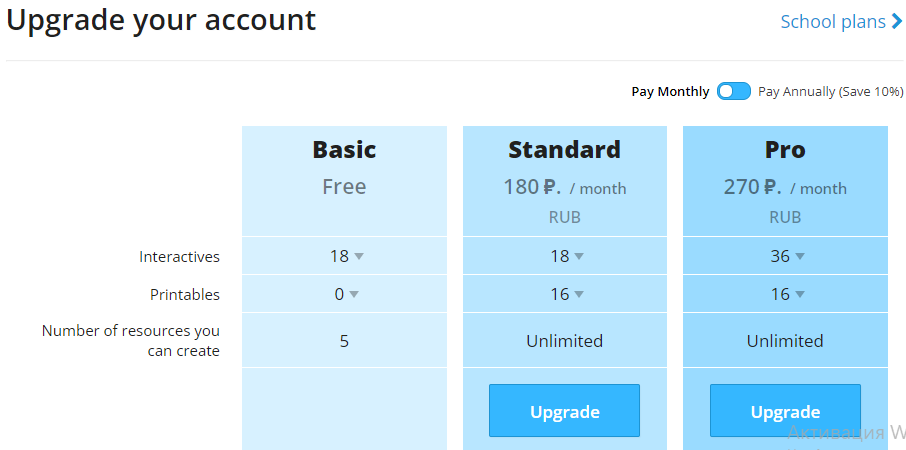 Upgrade your account
School plans
Pay Monthly Pay Annually (Save 10%)
Basic Standard Pro
Free 180 ₽. / month 270 ₽. / month
RUB RUB
Interactives 18 18 36
Printables 0 16 16
Number of resources you
can create 5 Unlimited Unlimited
Upgrade Upgrade
Активация W